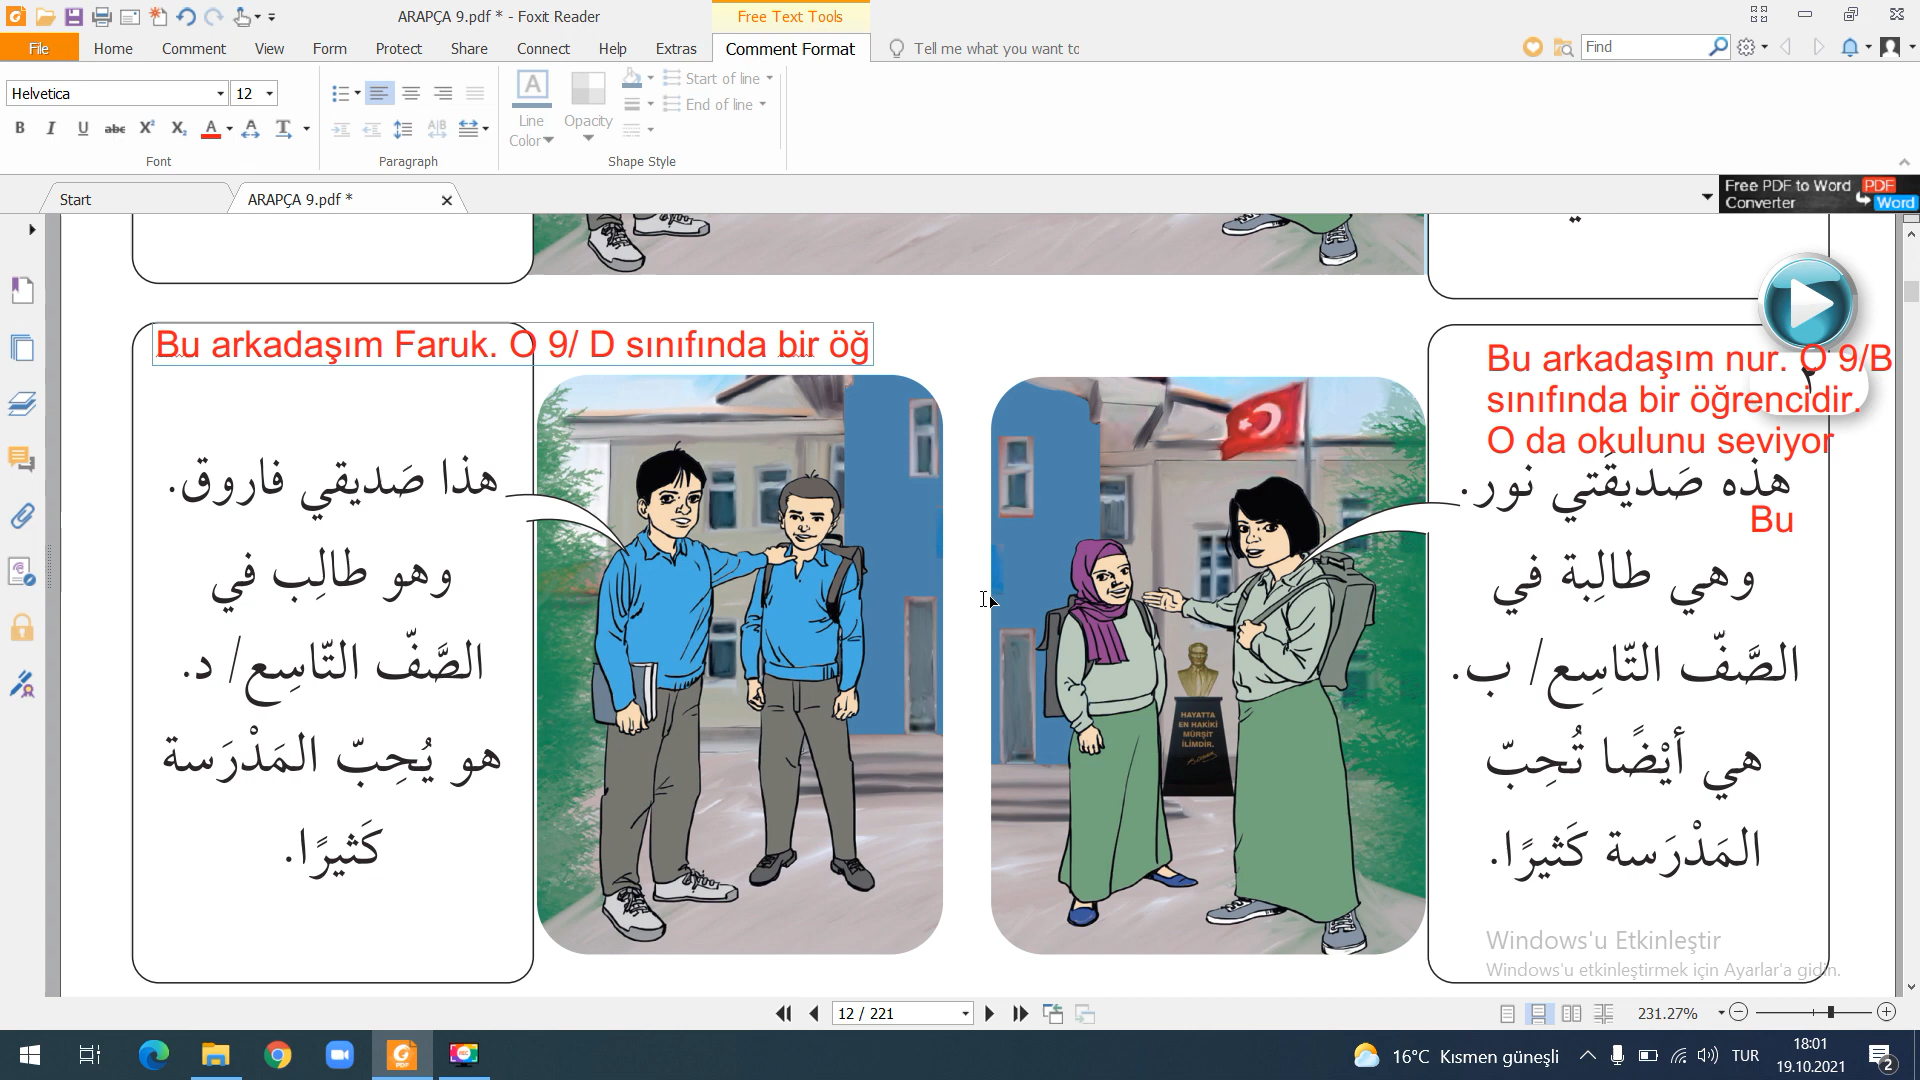 ARAPÇA 9.pdf * - Foxit Reader
Free Text Tools
File Home Comment View Form Protect Share Connect Help Extras Comment Format Tell me what you want to
Find
Helvetica 12
Start of line
End of line
Line Color
Opacity
B I U abc X² X₂ A
Font Paragraph Shape Style
Start ARAPÇA 9.pdf *
Free PDF to Word Converter PDF Word
Bu arkadaşım Faruk. O 9/ D sınıfında bir öğ
Bu arkadaşım nur. O 9/B
sınıfında bir öğrencidir.
O da okulunu seviyor
Bu
هذه صَديقَتي نور.
وهي طالِبة في
الصَّفّ التّاسِع/ ب.
هي أيْضًا تُحِبّ
المَدْرَسة كَثيرًا.
هذا صَديقي فاروق.
وهو طالِب في
الصَّفّ التّاسِع/ د.
هو يُحِبّ المَدْرَسة
كَثيرًا.
HAYATTA
EN HAKİKİ
MÜRŞİT
İLİMDİR.
Windows'u Etkinleştir
Windows'u etkinleştirmek için Ayarlar'a gidin.
12 / 221
231.27%
16°C Kısmen güneşli
TUR
18:01
19.10.2021
2